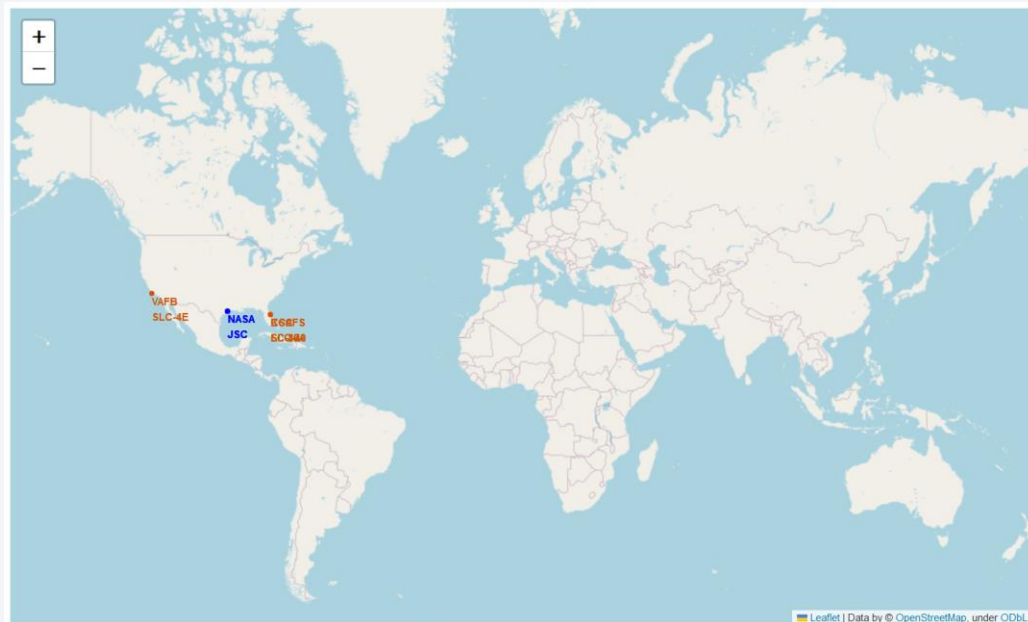 +
−
VAFB
SLC-4E
NASA
JSC
Leaflet | Data by © OpenStreetMap, under ODbL